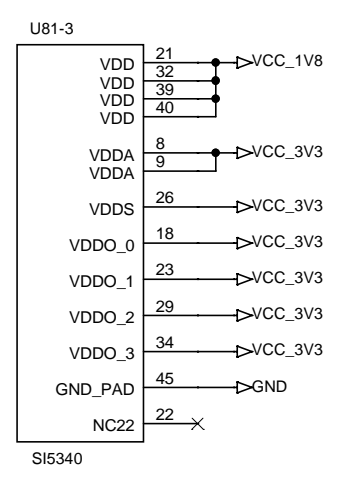 U81-3
VDD 21 VCC_1V8
VDD 32
VDD 39
VDD 40
VDDA 8 VCC_3V3
VDDA 9
VDDS 26 VCC_3V3
VDDO_0 18 VCC_3V3
VDDO_1 23 VCC_3V3
VDDO_2 29 VCC_3V3
VDDO_3 34 VCC_3V3
GND_PAD 45 GND
NC22 22
SI5340